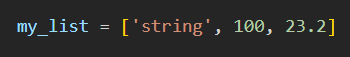 my_list = ['string', 100, 23.2]